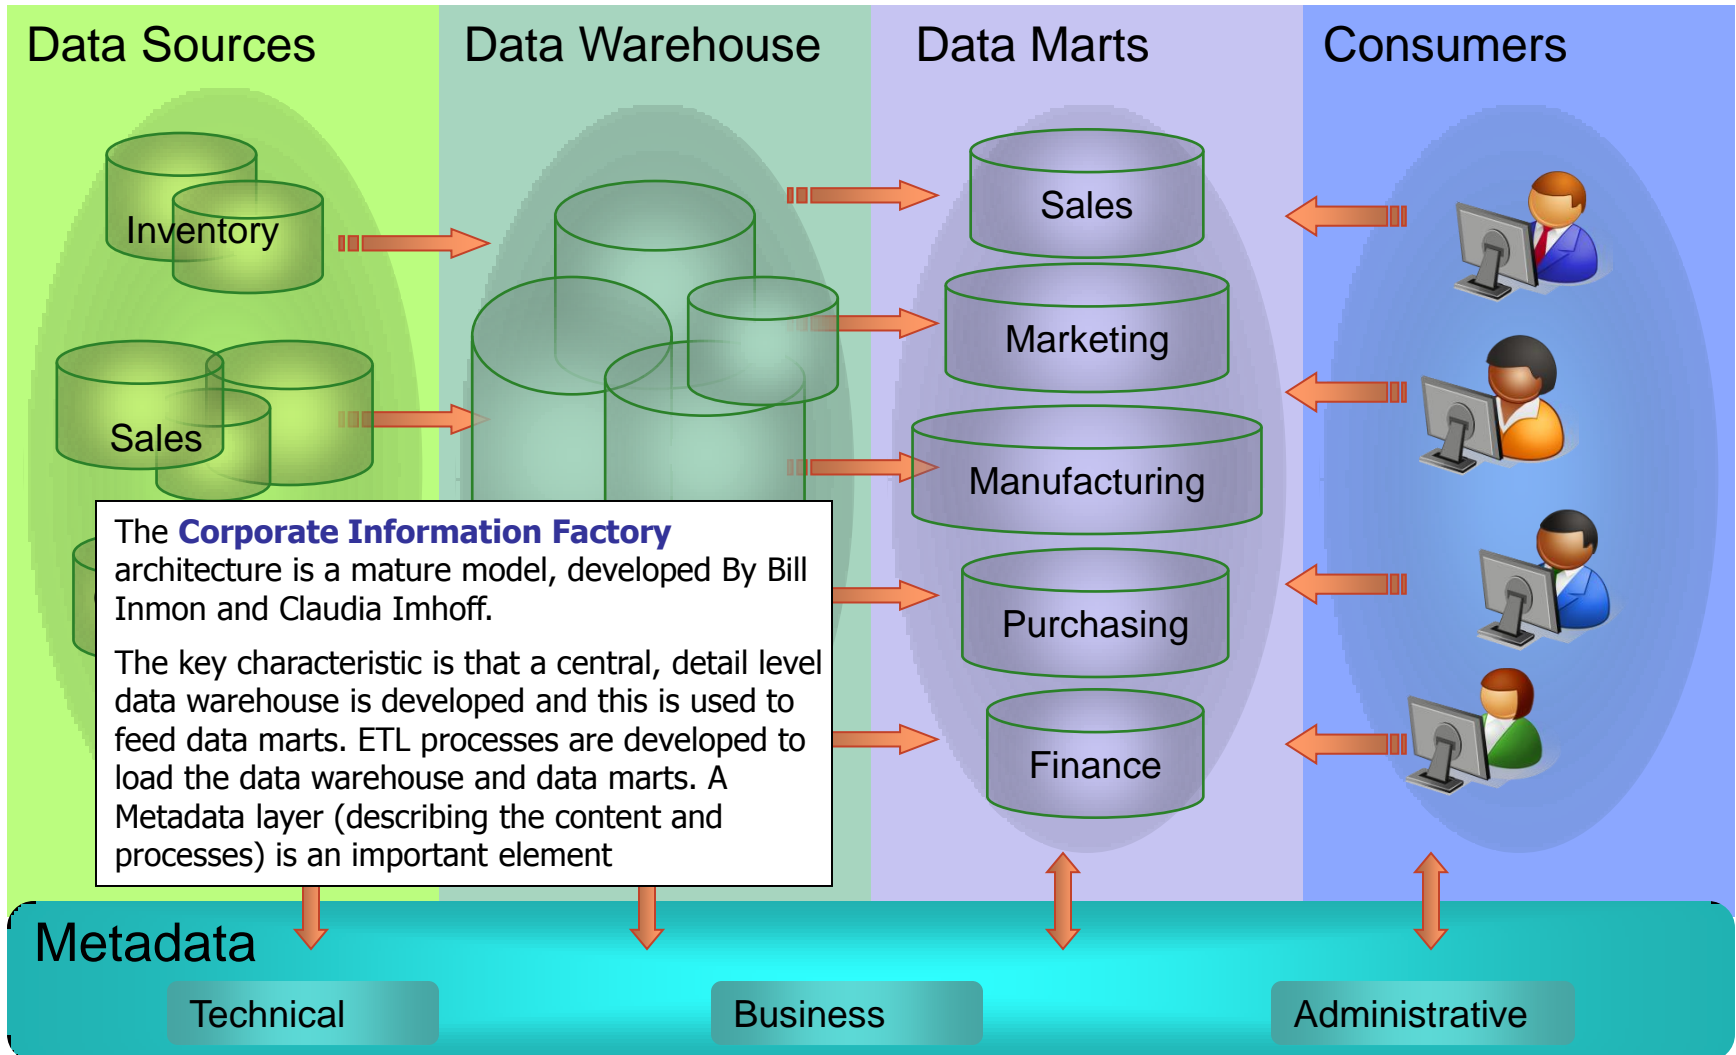 Data Sources
Data Warehouse
Data Marts
Consumers
Inventory
Sales
Sales
Marketing
Manufacturing
Purchasing
Finance
The Corporate Information Factory
architecture is a mature model, developed By Bill
Inmon and Claudia Imhoff.
The key characteristic is that a central, detail level
data warehouse is developed and this is used to
feed data marts. ETL processes are developed to
load the data warehouse and data marts. A
Metadata layer (describing the content and
processes) is an important element
Metadata
Technical
Business
Administrative